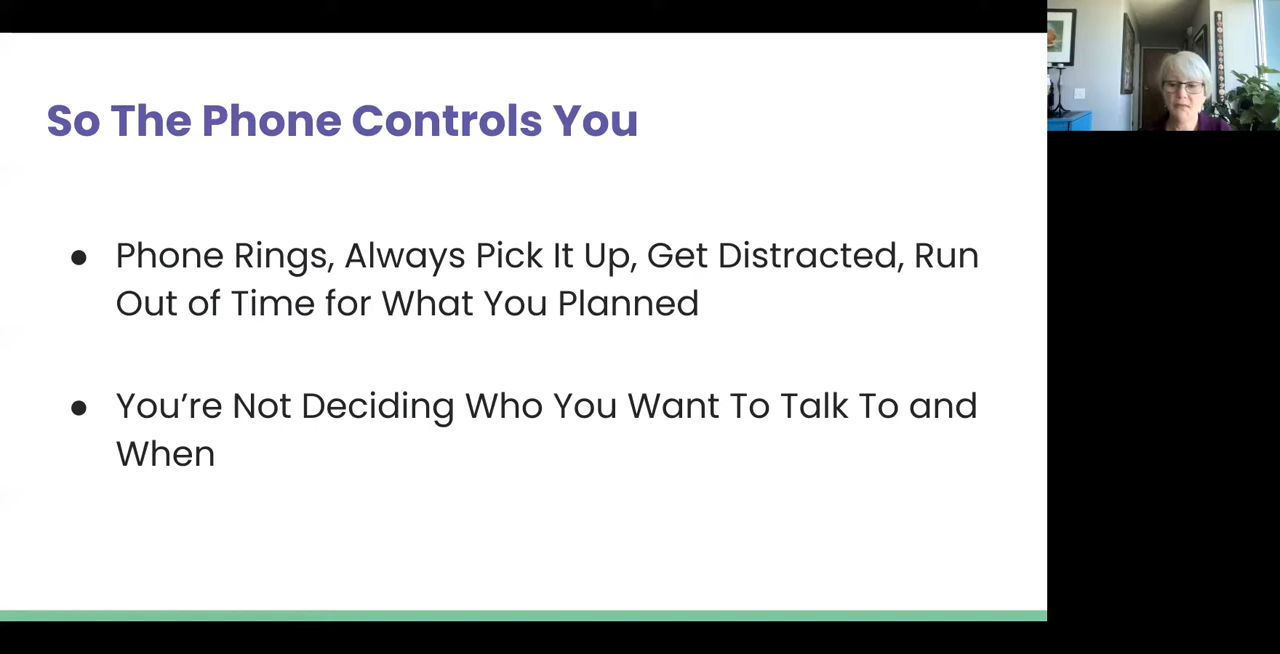 So The Phone Controls You
● Phone Rings, Always Pick It Up, Get Distracted, Run
Out of Time for What You Planned
● You’re Not Deciding Who You Want To Talk To and
When